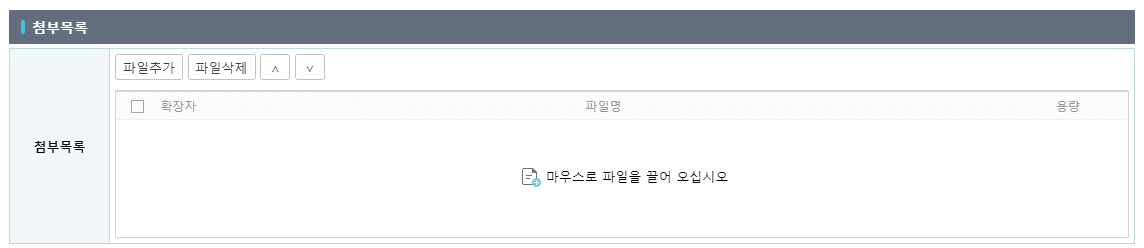 첨부목록
파일추가 파일삭제 ∧ ∨
확장자 파일명 용량
첨부목록
마우스로 파일을 끌어 오십시오